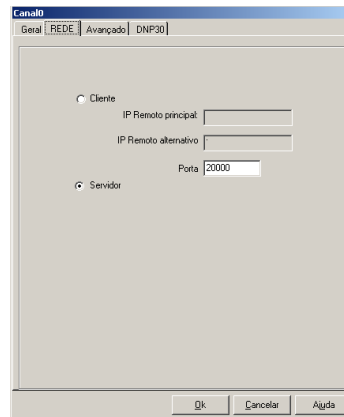 Canal0
Geral REDE Avançado DNP30
Cliente
IP Remoto principal:
IP Remoto alternativo
Porta 20000
Servidor
Ok Cancelar Ajuda